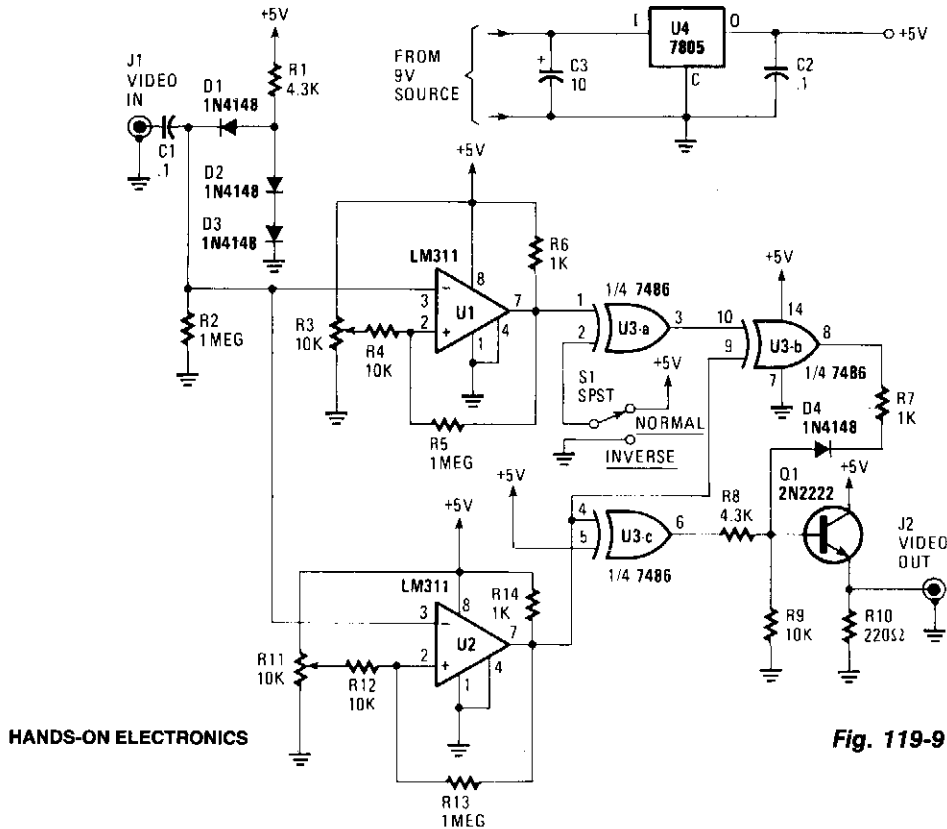 +5V
J1
VIDEO
IN
C1
.1
D1
1N4148
R1
4.3K
D2
1N4148
D3
1N4148
R2
1MEG
FROM
9V
SOURCE
+
C3
10
I
U4
7805
O
C
C2
.1
+5V
+5V
R3
10K
R4
10K
LM311
8
3
−
U1
2
+
7
4
1
R6
1K
R5
1MEG
1/4 7486
1
2
U3-a
3
S1
SPST
+5V
NORMAL
INVERSE
+5V
14
10
9
U3-b
8
7
1/4 7486
R7
1K
D4
1N4148
Q1
2N2222
+5V
J2
VIDEO
OUT
+5V
4
5
U3-c
6
1/4 7486
R8
4.3K
R9
10K
R10
220Ω
+5V
LM311
R11
10K
R12
10K
8
3
−
U2
2
+
7
4
1
R14
1K
R13
1MEG
HANDS-ON ELECTRONICS
Fig. 119-9